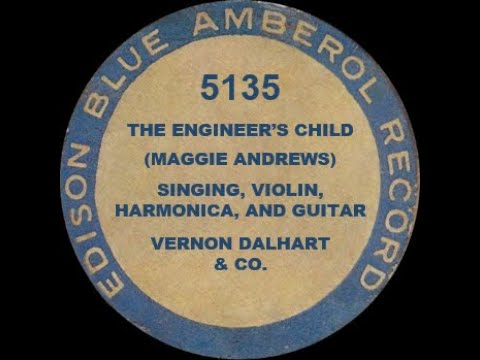 EDISON BLUE AMBEROL RECORD
5135
THE ENGINEER'S CHILD
(MAGGIE ANDREWS)
SINGING, VIOLIN,
HARMONICA, AND GUITAR
VERNON DALHART
& CO.